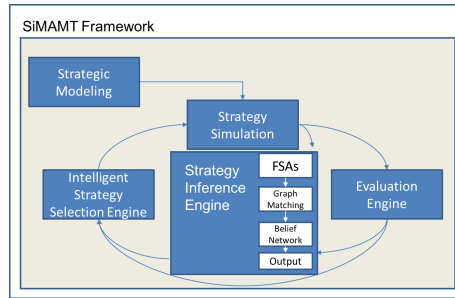 SiMAMT Framework
Strategic
Modeling
Strategy
Simulation
Strategy
Inference
Engine
FSAs
Graph
Matching
Belief
Network
Output
Intelligent
Strategy
Selection Engine
Evaluation
Engine